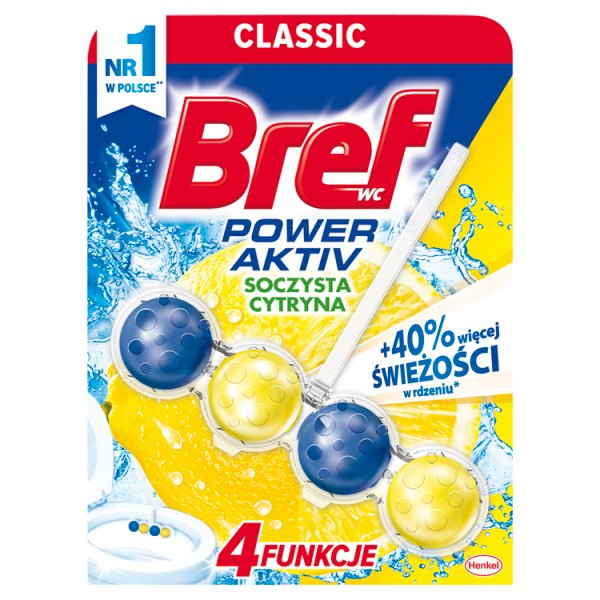 CLASSIC
NR 1
W POLSCE**
Bref
WC
POWER
AKTIV
SOCZYSTA
CYTRYNA
+40% więcej
ŚWIEŻOŚCI
w rdzeniu*
4 FUNKCJE
Henkel